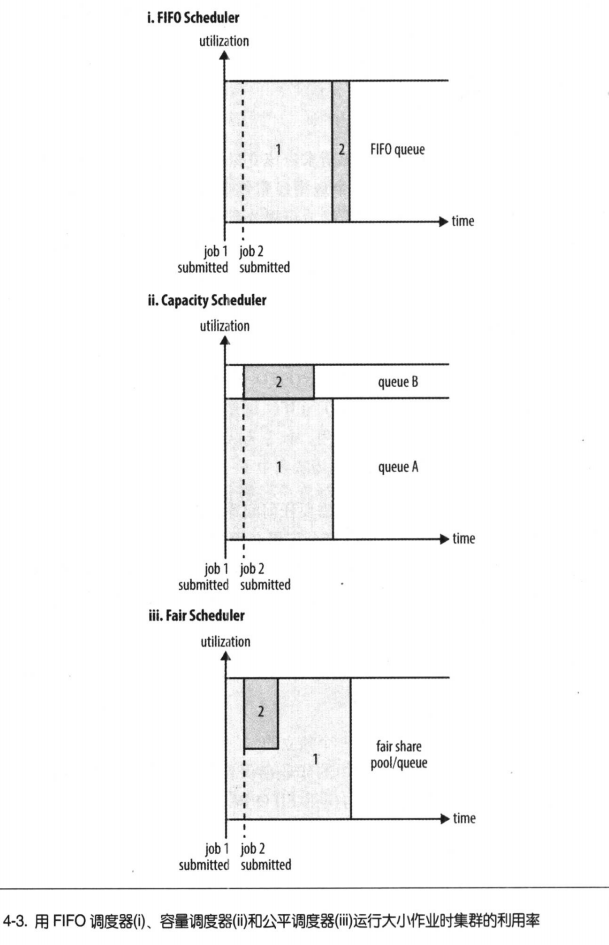 i. FIFO Scheduler
utilization
1
2
FIFO queue
time
job 1
submitted
job 2
submitted
ii. Capacity Scheduler
utilization
2
queue B
1
queue A
time
job 1
submitted
job 2
submitted
iii. Fair Scheduler
utilization
2
1
fair share
pool/queue
time
job 1
submitted
job 2
submitted
4-3. 用 FIFO 调度器(i)、容量调度器(ii)和公平调度器(iii)运行大小作业时集群的利用率